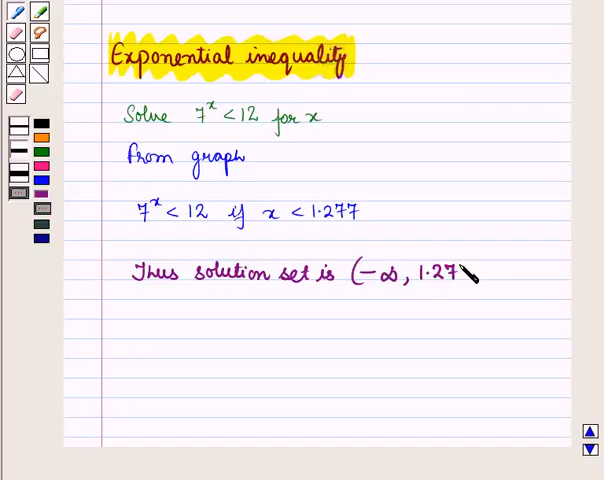 Exponential inequality
Solve 7^x < 12 for x
From graph
7^x < 12 if x < 1.277
Thus solution set is (-∞, 1.27